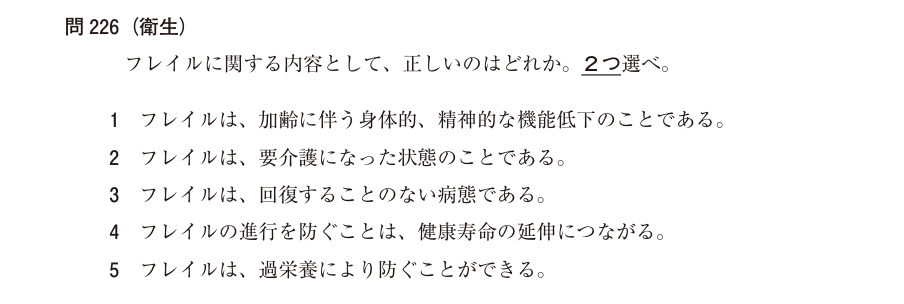 問 226（衛生）
フレイルに関する内容として、正しいのはどれか。２つ選べ。
1 フレイルは、加齢に伴う身体的、精神的な機能低下のことである。
2 フレイルは、要介護になった状態のことである。
3 フレイルは、回復することのない病態である。
4 フレイルの進行を防ぐことは、健康寿命の延伸につながる。
5 フレイルは、過栄養により防ぐことができる。